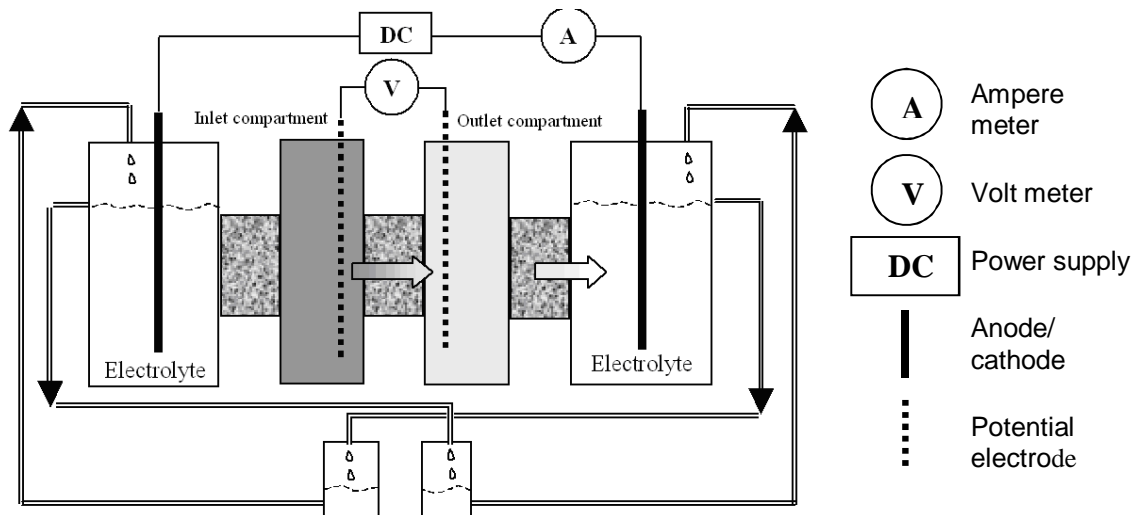 DC
A
V
Inlet compartment
Outlet compartment
Electrolyte
Electrolyte
A
Ampere
meter
V
Volt meter
DC
Power supply
Anode/
cathode
Potential
electrode